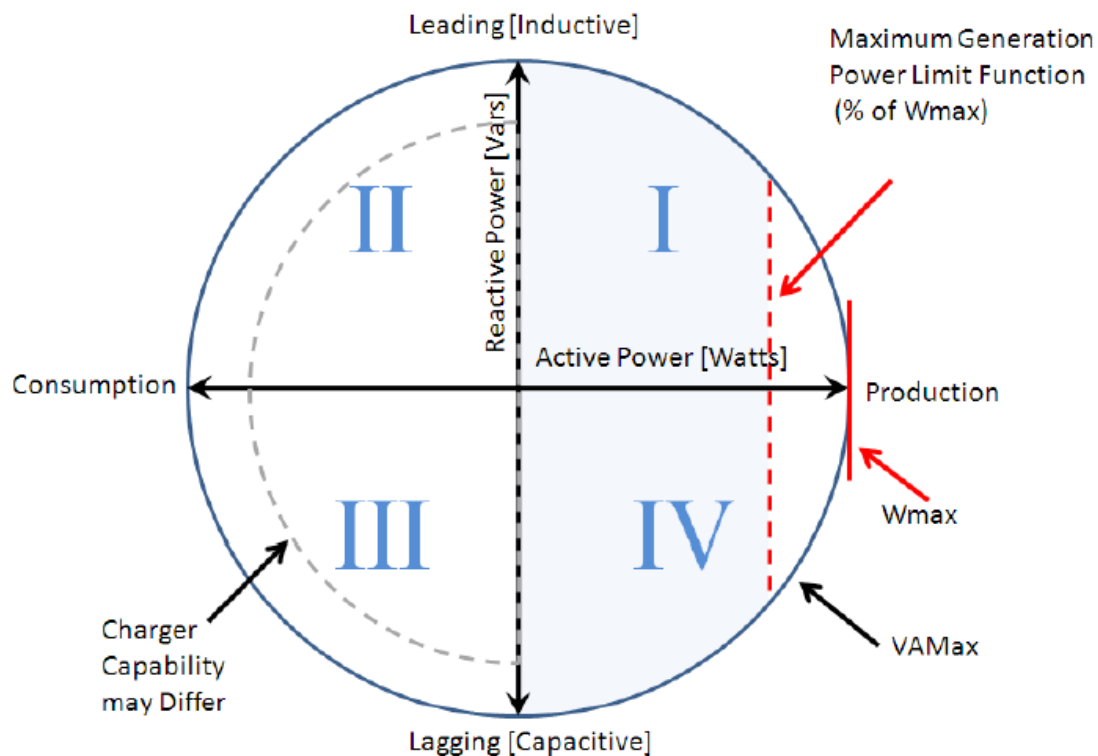 Leading [Inductive]
Maximum Generation
Power Limit Function
(% of Wmax)
Reactive Power [Vars]
II
I
Active Power [Watts]
Consumption
Production
III
IV
Wmax
Charger
Capability
may Differ
VAMax
Lagging [Capacitive]